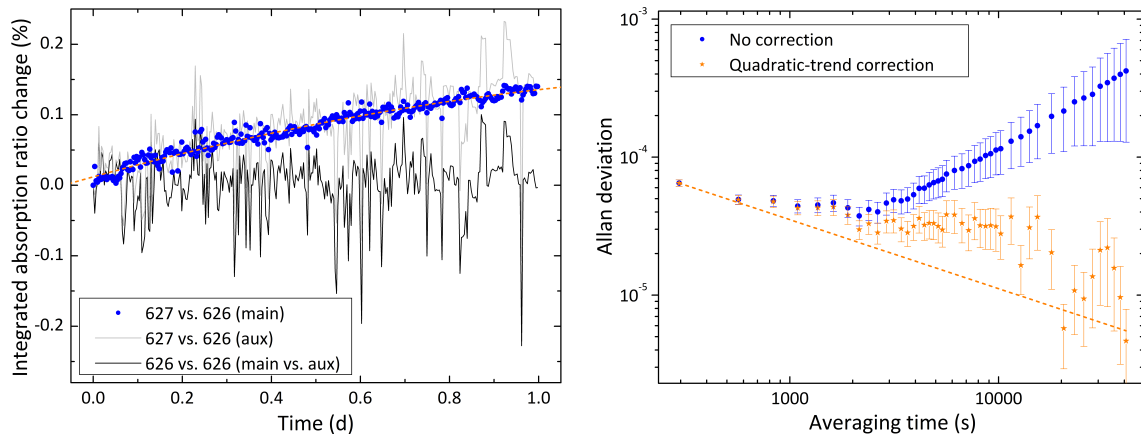 Integrated absorption ratio change (%)
0.2
0.1
0.0
-0.1
-0.2
627 vs. 626 (main)
627 vs. 626 (aux)
626 vs. 626 (main vs. aux)
0.0
0.2
0.4
0.6
0.8
1.0
Time (d)
Allan deviation
10⁻³
10⁻⁴
10⁻⁵
No correction
Quadratic-trend correction
1000
10000
Averaging time (s)